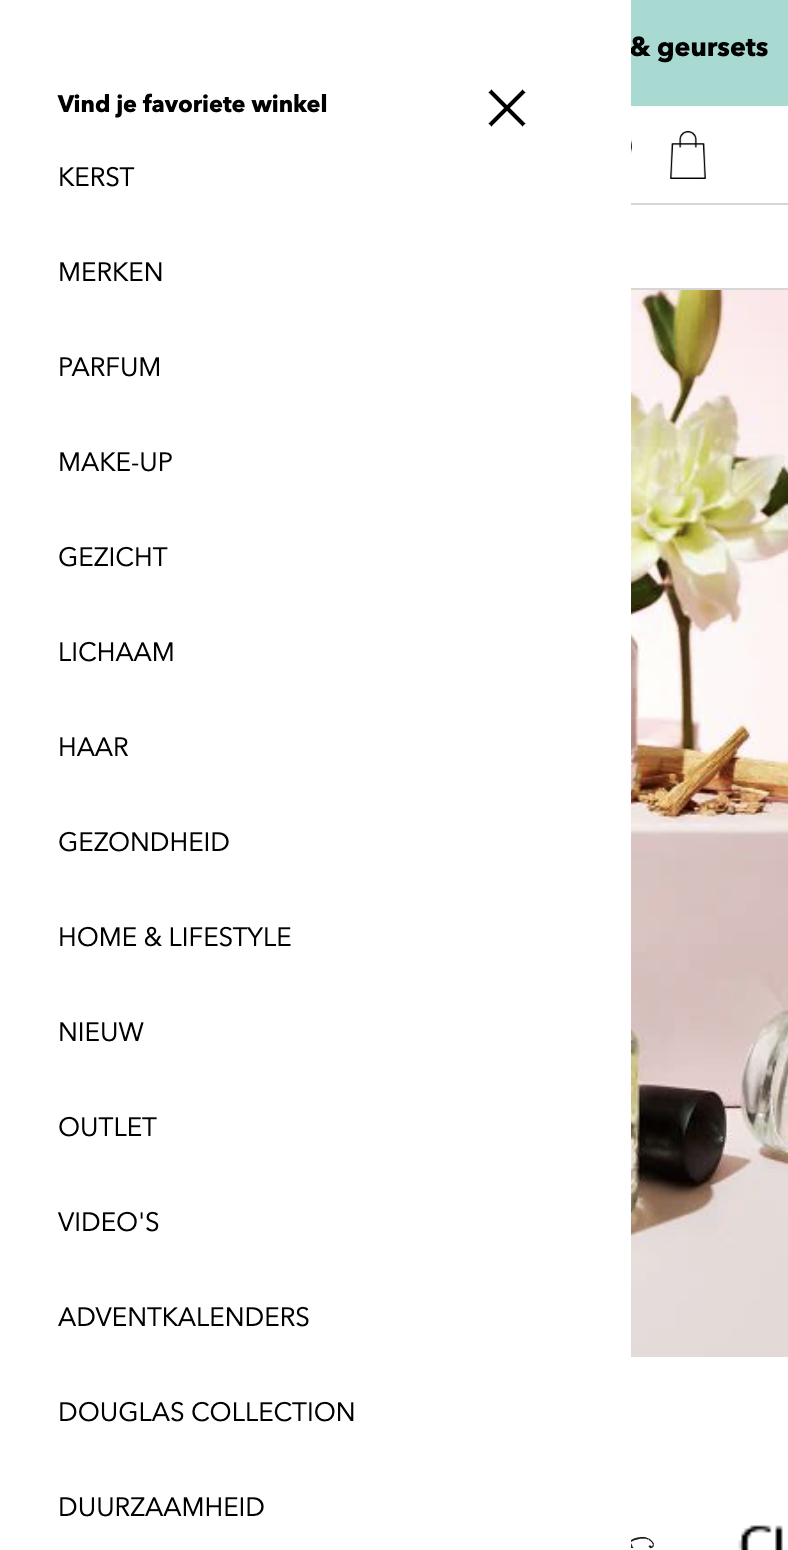 & geursets
Vind je favoriete winkel
KERST
MERKEN
PARFUM
MAKE-UP
GEZICHT
LICHAAM
HAAR
GEZONDHEID
HOME & LIFESTYLE
NIEUW
OUTLET
VIDEO'S
ADVENTKALENDERS
DOUGLAS COLLECTION
DUURZAAMHEID